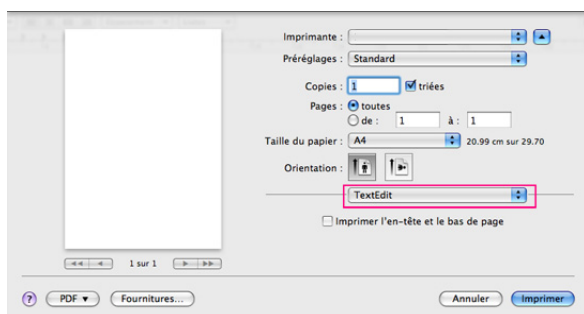 Imprimante :
Préréglages : Standard
Copies : 1 triées
Pages : toutes
de : 1 à : 1
Taille du papier : A4 20.99 cm sur 29.70
Orientation :
TextEdit
Imprimer l'en-tête et le bas de page
1 sur 1
? PDF Fournitures... Annuler Imprimer